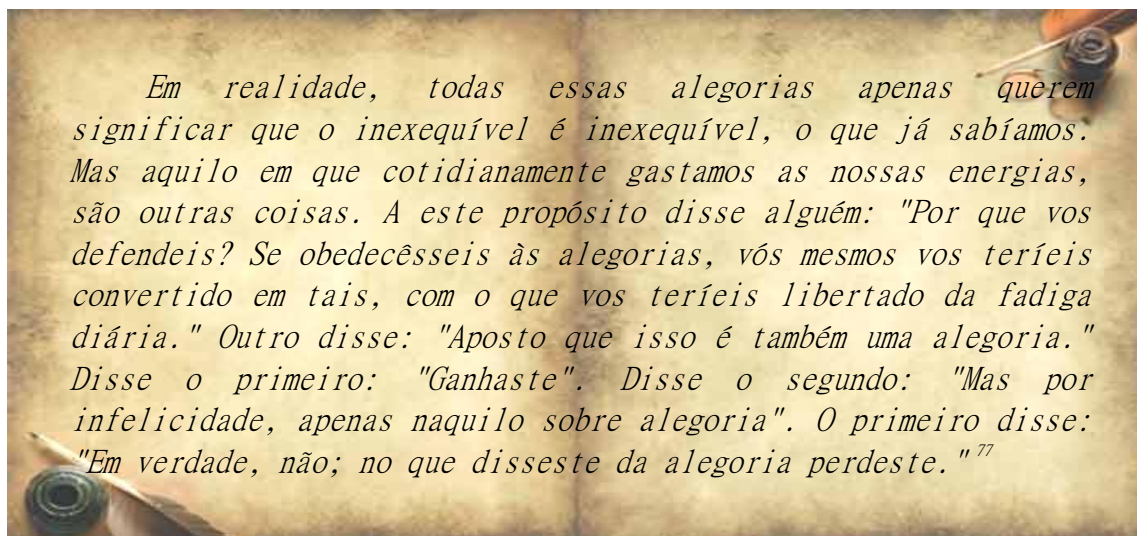 Em realidade, todas essas alegorias apenas querem
significar que o inexequível é inexequível, o que já sabíamos.
Mas aquilo em que cotidianamente gastamos as nossas energias,
são outras coisas. A este propósito disse alguém: "Por que vos
defendeis? Se obedecêsseis às alegorias, vós mesmos vos teríeis
convertido em tais, com o que vos teríeis libertado da fadiga
diária." Outro disse: "Aposto que isso é também uma alegoria."
Disse o primeiro: "Ganhaste". Disse o segundo: "Mas por
infelicidade, apenas naquilo sobre alegoria". O primeiro disse:
"Em verdade, não; no que disseste da alegoria perdeste." 77